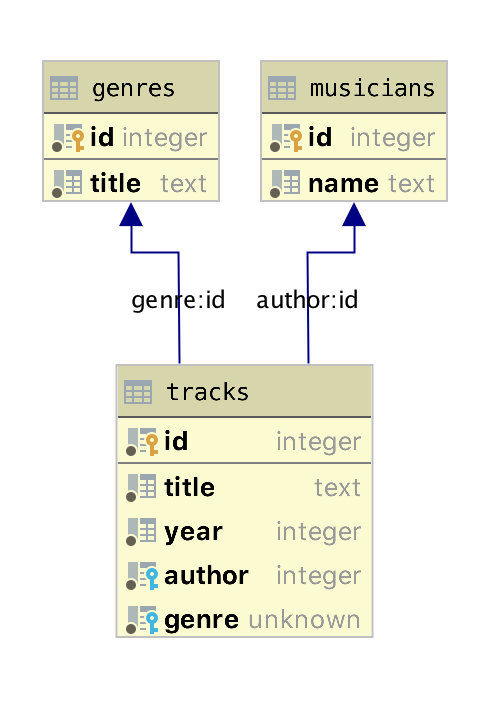 genres
id integer
title text
musicians
id integer
name text
genre:id
author:id
tracks
id integer
title text
year integer
author integer
genre unknown